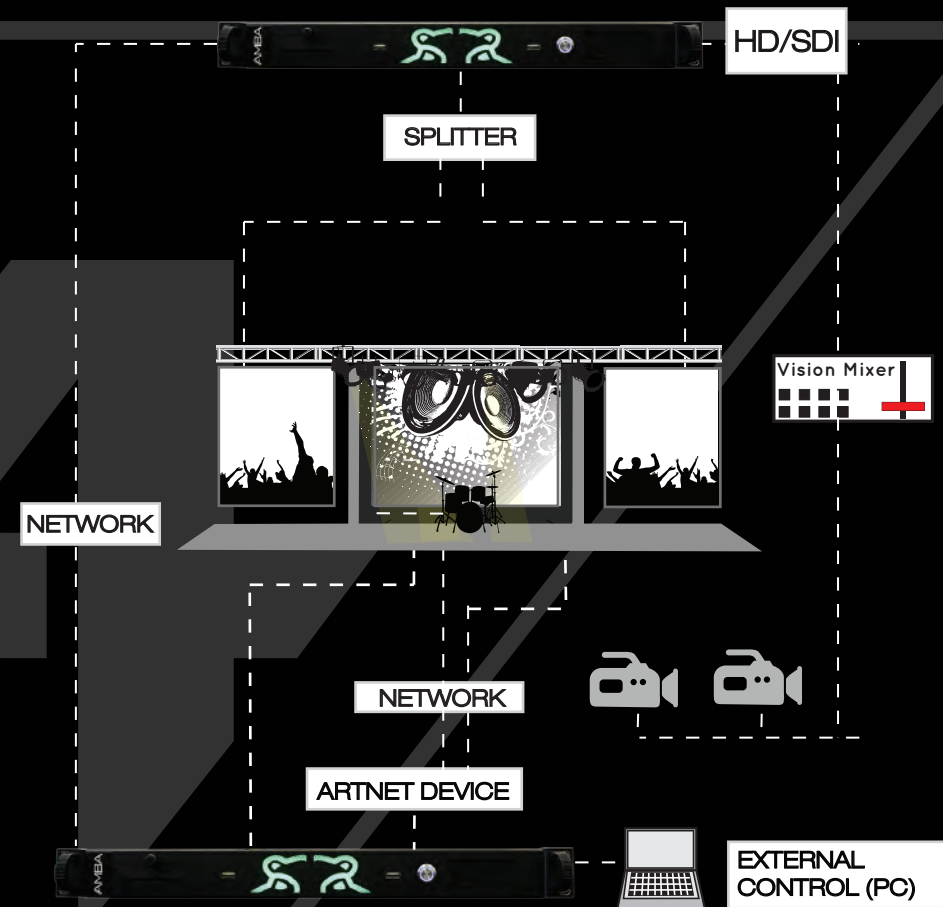 AMBA
HD/SDI
SPLITTER
Vision Mixer
NETWORK
NETWORK
ARTNET DEVICE
AMBA
EXTERNAL
CONTROL (PC)